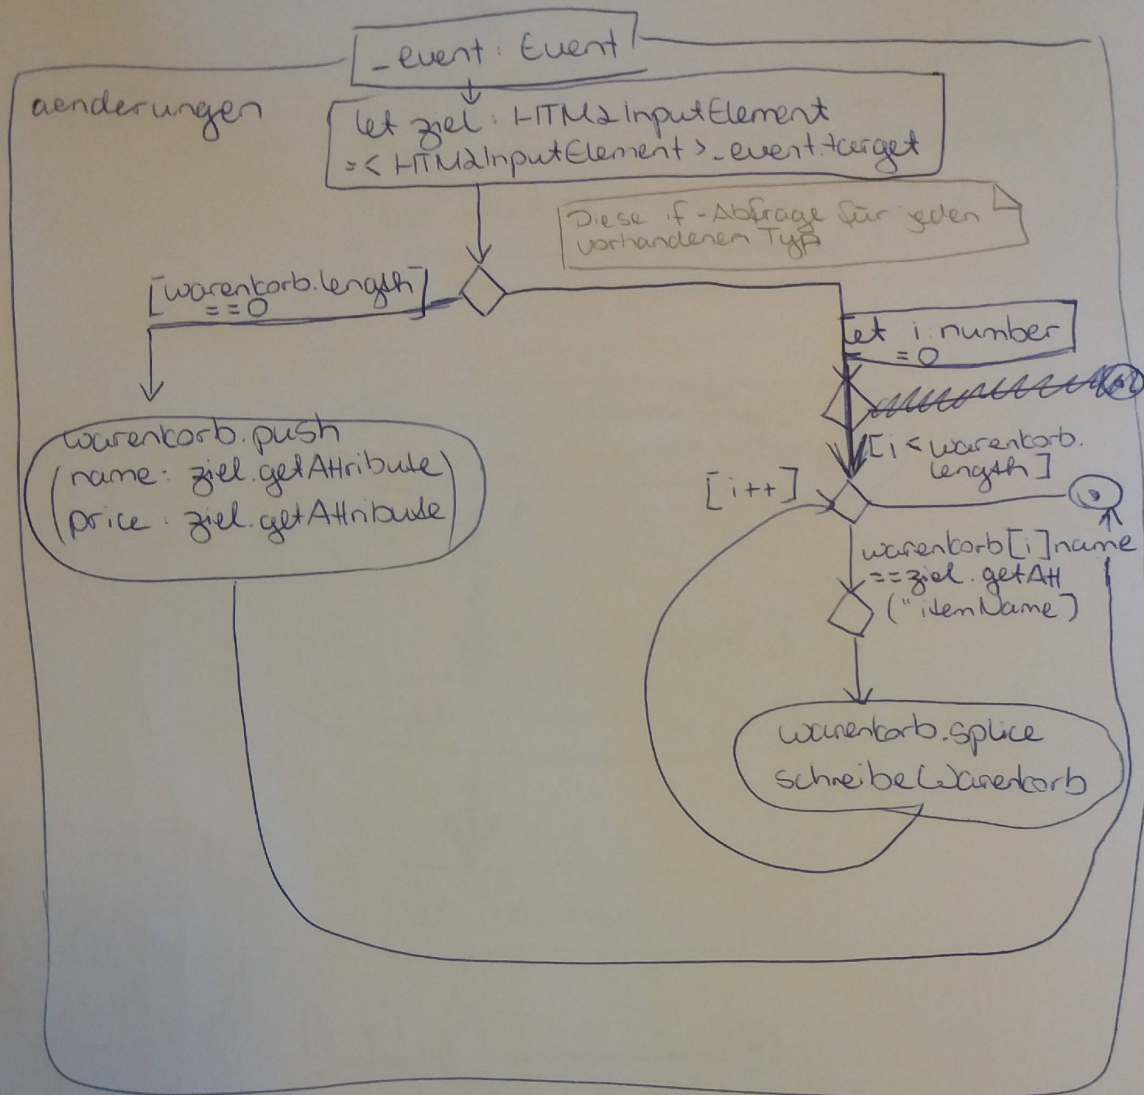 _event: Event
aenderungen
let ziel: HTMLInputElement
=<HTMLInputElement>_event.target
Diese if-Abfrage für jeden
vorhandenen Typ
[warenkorb.length]
==0
let i:number
=0
warenkorb.push
(name: ziel.getAttribute)
(price: ziel.getAttribute)
[i < warenkorb.
length]
[i++]
warenkorb[i]name
==ziel.getAtt
("itemName)
warenkorb.splice
schreibeWarenkorb